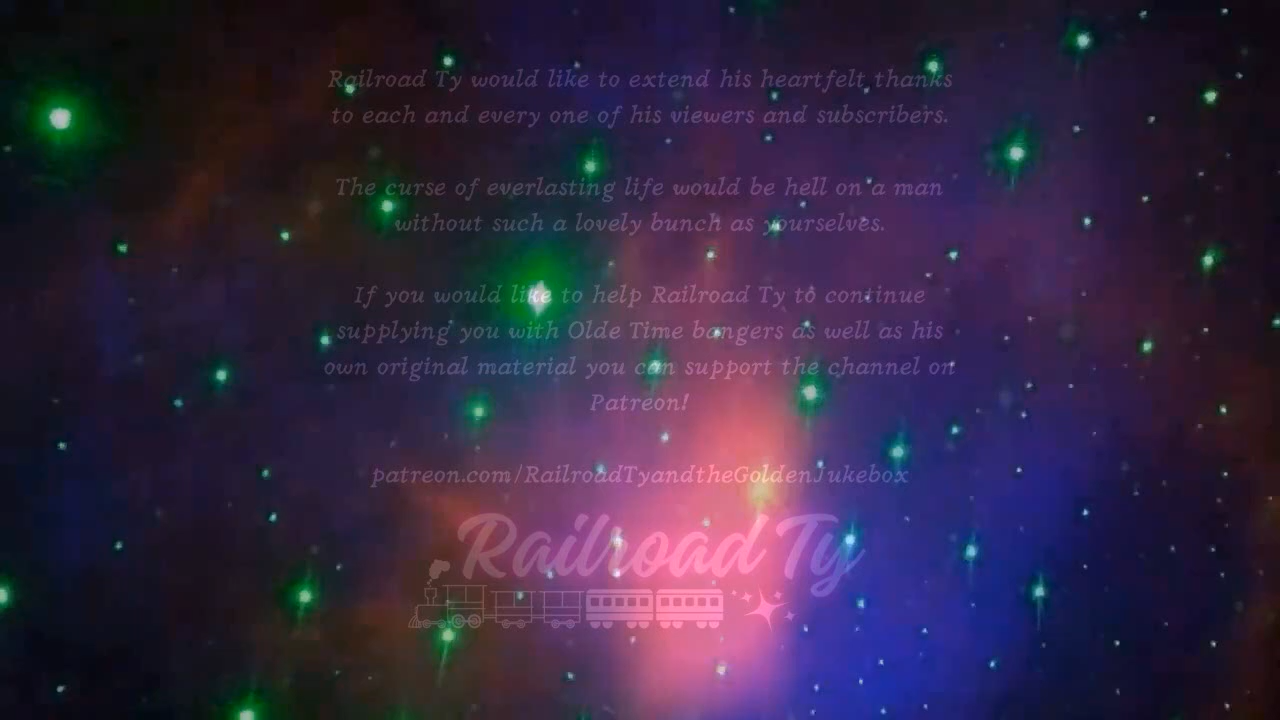 Railroad Ty would like to extend his heartfelt thanks
to each and every one of his viewers and subscribers.
The curse of everlasting life would be hell on a man
without such a lovely bunch as yourselves.
If you would like to help Railroad Ty to continue
supplying you with Olde Time bangers as well as his
own original material you can support the channel on
Patreon!
patreon.com/RailroadTyandtheGoldenJukebox
Railroad Ty